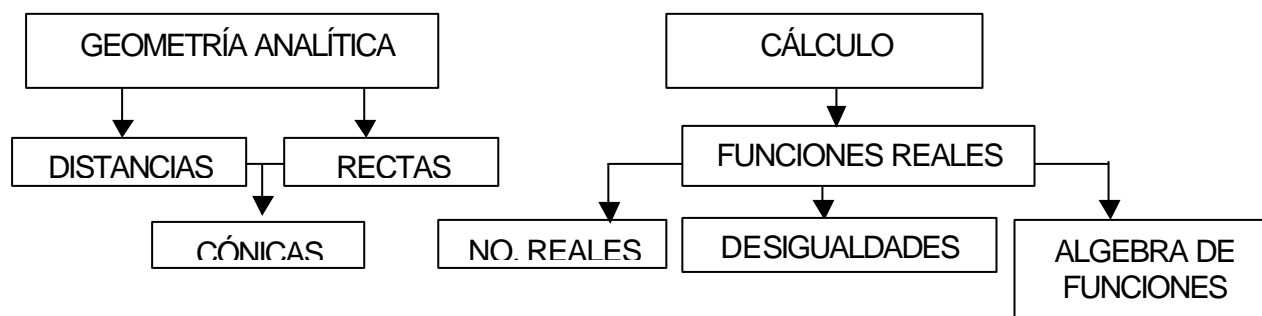 GEOMETRÍA ANALÍTICA
DISTANCIAS
RECTAS
CÓNICAS
CÁLCULO
FUNCIONES REALES
NO. REALES
DESIGUALDADES
ALGEBRA DE
FUNCIONES